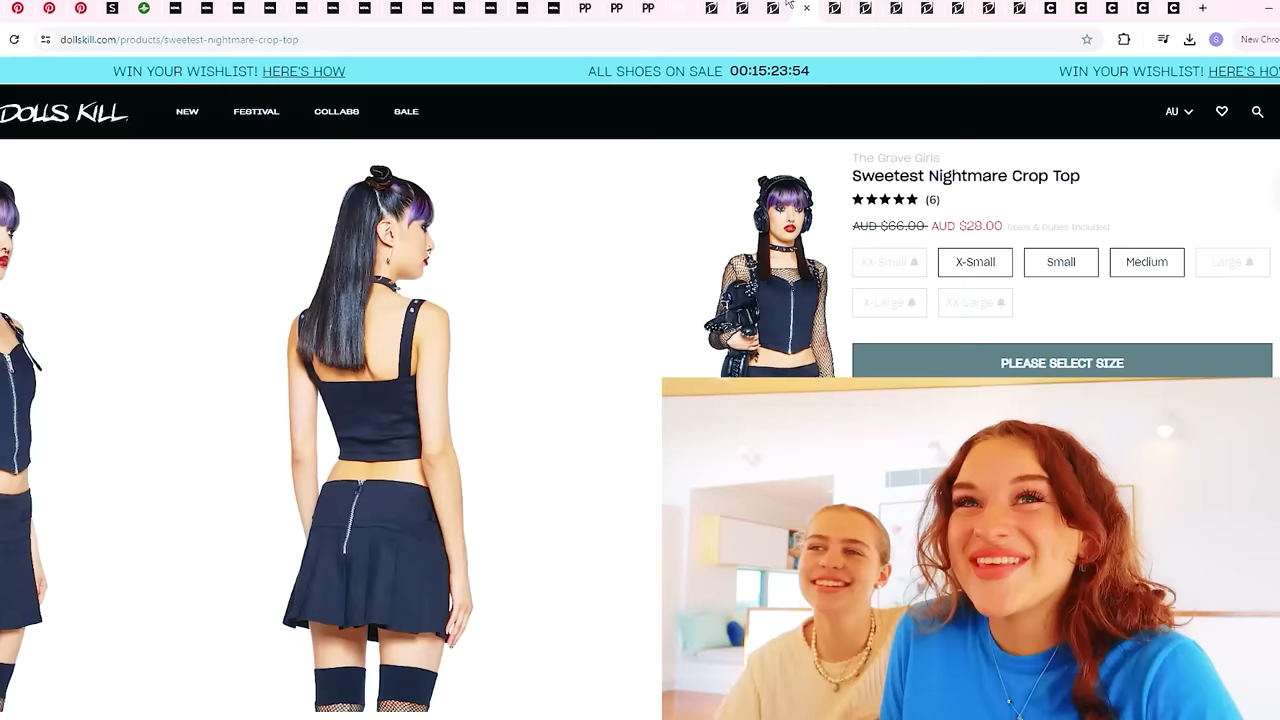 New Chro
dollskill.com/products/sweetest-nightmare-crop-top
WIN YOUR WISHLIST! HERE'S HOW
ALL SHOES ON SALE 00:15:23:54
WIN YOUR WISHLIST! HERE'S HO
DOLLS KILL
NEW
FESTIVAL
COLLABS
SALE
AU
The Grave Girls
Sweetest Nightmare Crop Top
(6)
AUD $66.00 AUD $28.00 Taxes & Duties Included
XX-Small
X-Small
Small
Medium
Large
X-Large
XX-Large
PLEASE SELECT SIZE